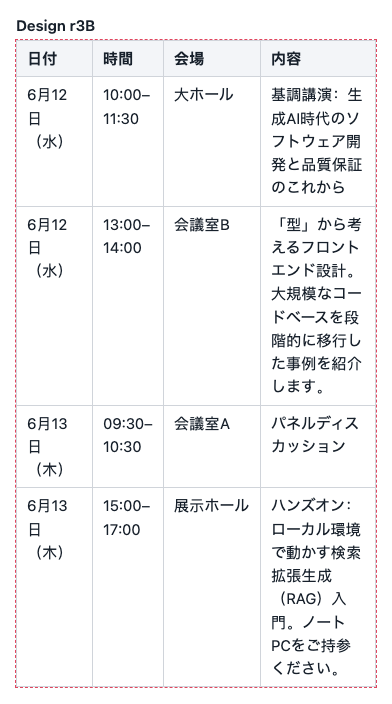 Design r3B
日付 時間 会場 内容
6月12
日
（水）
10:00–
11:30
大ホール
基調講演：生
成AI時代のソ
フトウェア開
発と品質保証
のこれから
6月12
日
（水）
13:00–
14:00
会議室B
「型」から考
えるフロント
エンド設計。
大規模なコー
ドベースを段
階的に移行し
た事例を紹介
します。
6月13
日
（木）
09:30–
10:30
会議室A
パネルディス
カッション
6月13
日
（木）
15:00–
17:00
展示ホール
ハンズオン：
ローカル環境
で動かす検索
拡張生成
（RAG）入
門。ノート
PCをご持参
ください。